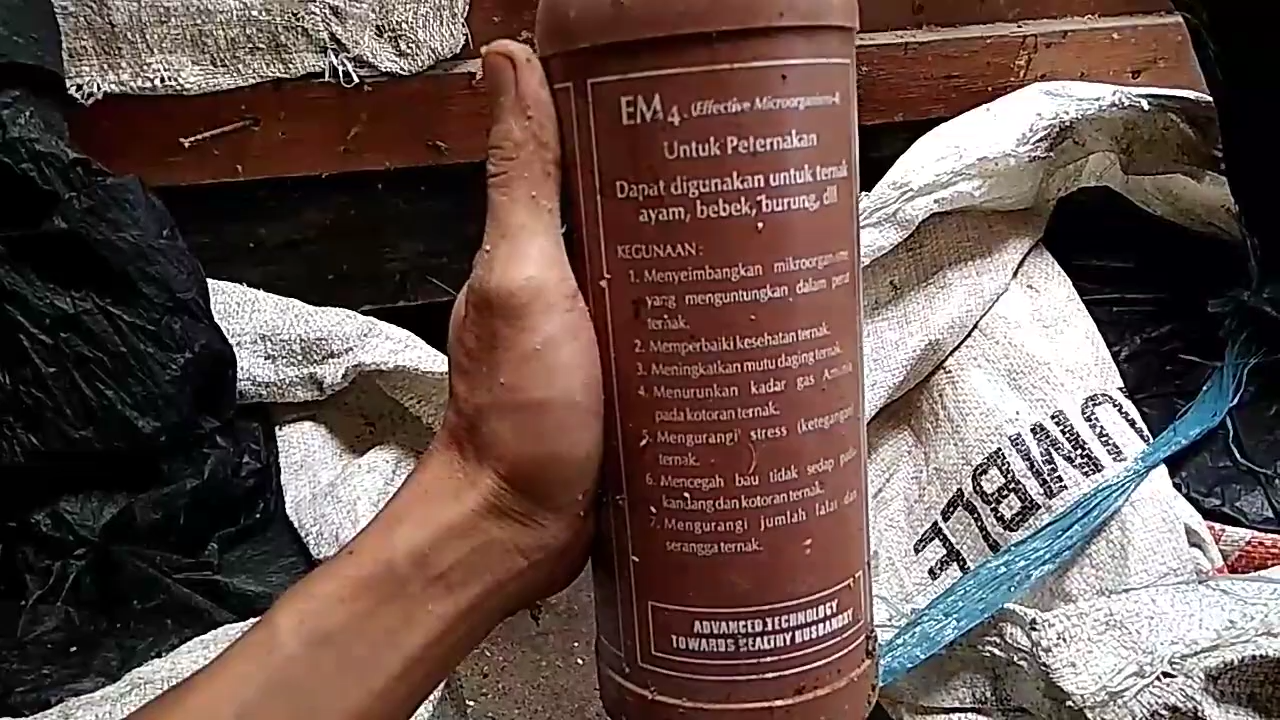 EM4 (Effective Microorganism-4
Untuk Peternakan
Dapat digunakan untuk ternak
ayam, bebek, burung, dll
KEGUNAAN :
1. Menyeimbangkan mikroorganisme
yang menguntungkan dalam perut
ternak.
2. Memperbaiki kesehatan ternak.
3. Meningkatkan mutu daging ternak.
4. Menurunkan kadar gas Amonia
pada kotoran ternak.
5. Mengurangi stress (ketegangan
ternak.
6. Mencegah bau tidak sedap pada
kandang dan kotoran ternak.
7. Mengurangi jumlah lalat dan
serangga ternak.
ADVANCED TECHNOLOGY
TOWARDS HEALTHY HUSBANDRY